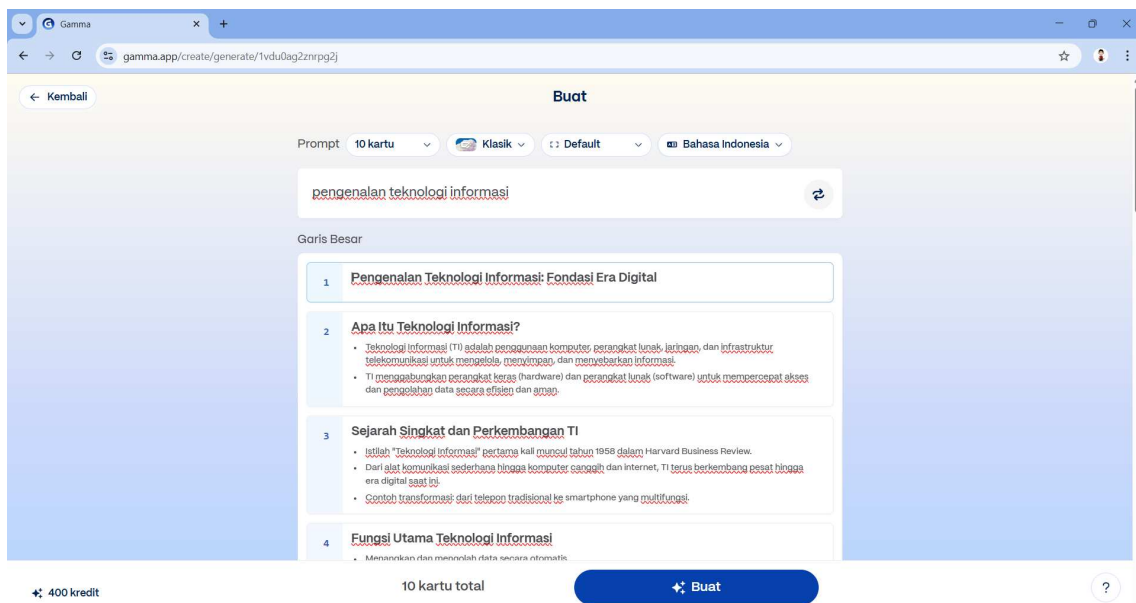 Gamma
gamma.app/create/generate/1vdu0ag2znrpg2j
Kembali
Buat
Prompt 10 kartu Klasik Default Bahasa Indonesia
pengenalan teknologi informasi
Garis Besar
1 Pengenalan Teknologi Informasi: Fondasi Era Digital
2 Apa Itu Teknologi Informasi?
• Teknologi Informasi (TI) adalah penggunaan komputer, perangkat lunak, jaringan, dan infrastruktur
telekomunikasi untuk mengelola, menyimpan, dan menyebarkan informasi.
• TI menggabungkan perangkat keras (hardware) dan perangkat lunak (software) untuk mempercepat akses
dan pengolahan data secara efisien dan aman.
3 Sejarah Singkat dan Perkembangan TI
• Istilah "Teknologi Informasi" pertama kali muncul tahun 1958 dalam Harvard Business Review.
• Dari alat komunikasi sederhana hingga komputer canggih dan internet, TI terus berkembang pesat hingga
era digital saat ini.
• Contoh transformasi: dari telepon tradisional ke smartphone yang multifungsi.
4 Fungsi Utama Teknologi Informasi
• Menangkap dan mengolah data secara otomatis.
400 kredit
10 kartu total
Buat
?